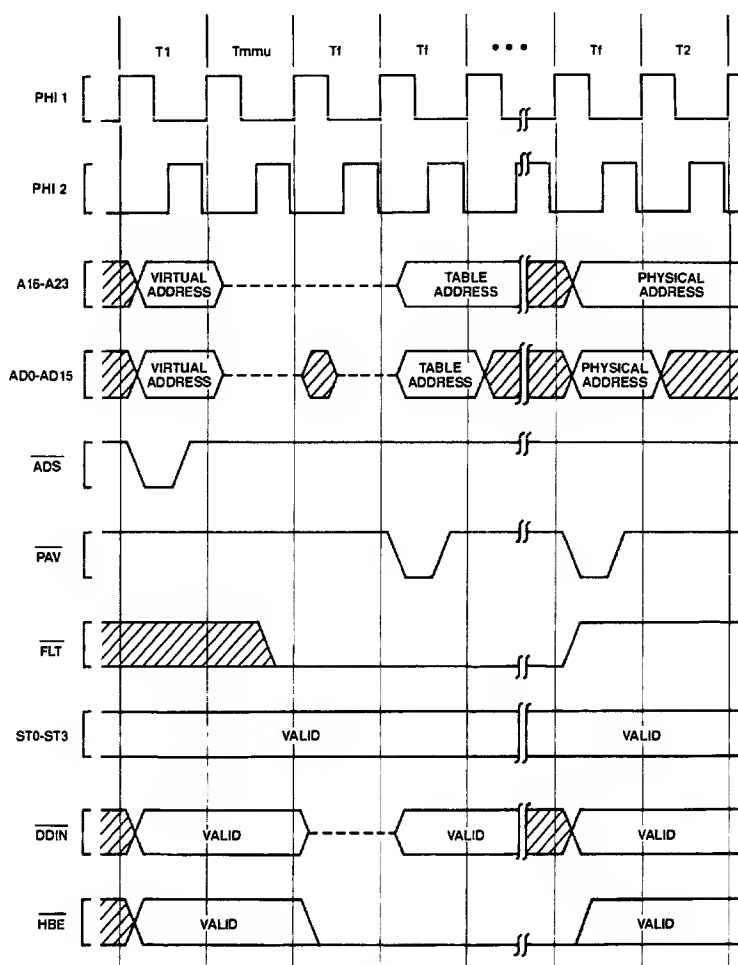 T1 Tmmu Tf Tf ••• Tf T2
PHI 1
PHI 2
A16-A23
VIRTUAL
ADDRESS
TABLE
ADDRESS
PHYSICAL
ADDRESS
AD0-AD15
VIRTUAL
ADDRESS
TABLE
ADDRESS
PHYSICAL
ADDRESS
ADS
PAV
FLT
ST0-ST3
VALID VALID
DDIN
VALID VALID VALID
HBE
VALID VALID